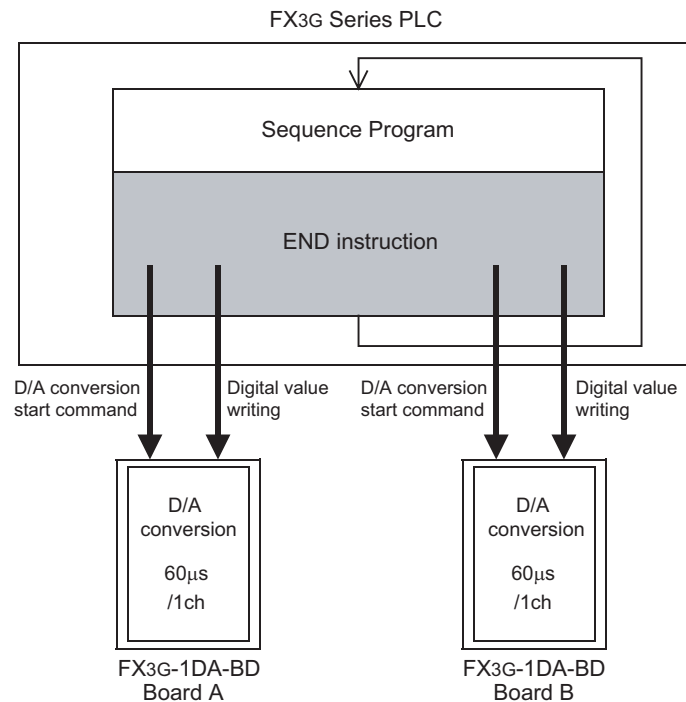 FX3G Series PLC
Sequence Program
END instruction
D/A conversion
start command
Digital value
writing
D/A conversion
start command
Digital value
writing
D/A
conversion
60μs
/1ch
D/A
conversion
60μs
/1ch
FX3G-1DA-BD
Board A
FX3G-1DA-BD
Board B